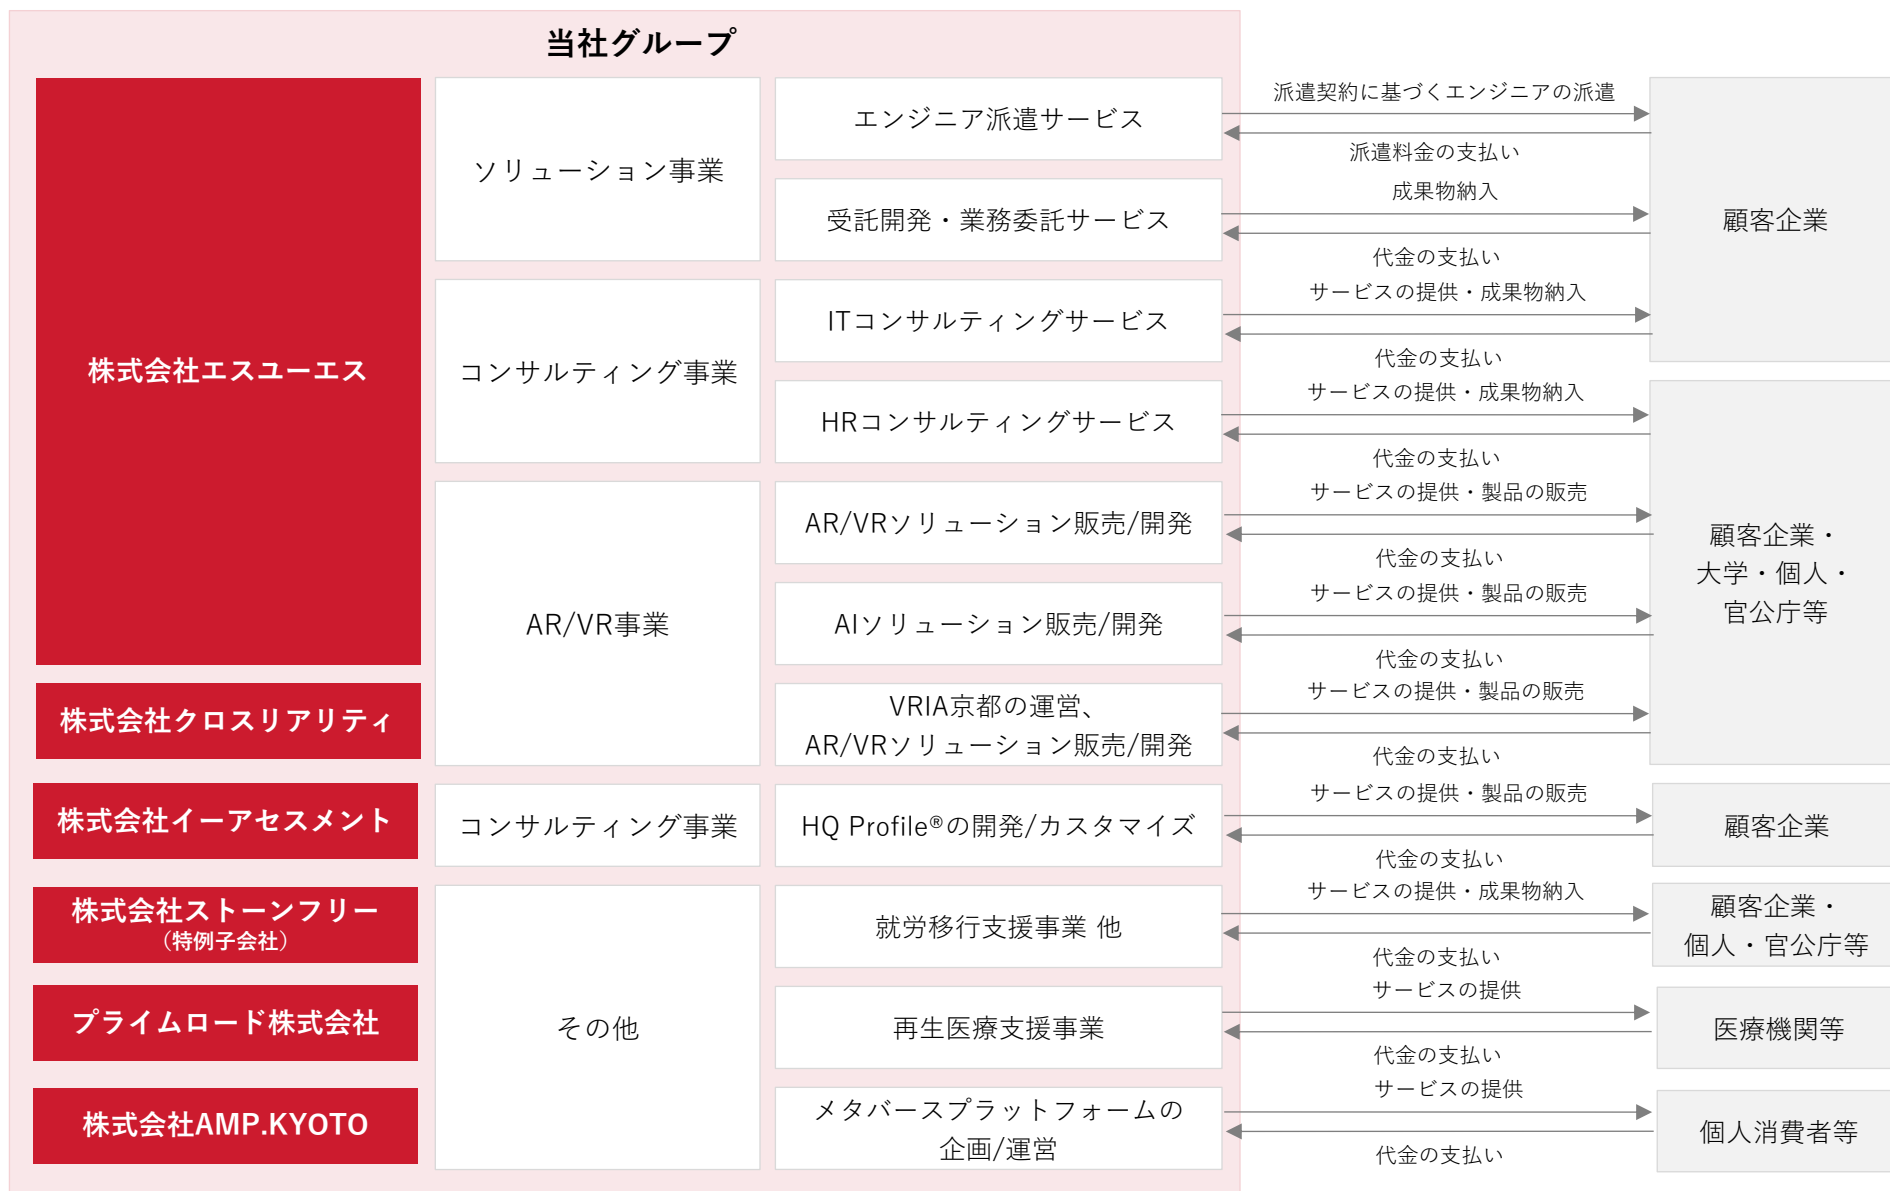 当社グループ
株式会社エスユーエス
ソリューション事業
エンジニア派遣サービス
派遣契約に基づくエンジニアの派遣
派遣料金の支払い
受託開発・業務委託サービス
成果物納入
代金の支払い
顧客企業
コンサルティング事業
ITコンサルティングサービス
サービスの提供・成果物納入
代金の支払い
HRコンサルティングサービス
サービスの提供・成果物納入
代金の支払い
AR/VR事業
AR/VRソリューション販売/開発
サービスの提供・製品の販売
代金の支払い
AIソリューション販売/開発
サービスの提供・製品の販売
代金の支払い
顧客企業・
大学・個人・
官公庁等
株式会社クロスリアリティ
VRIA京都の運営、
AR/VRソリューション販売/開発
サービスの提供・製品の販売
代金の支払い
株式会社イーアセスメント
コンサルティング事業
HQ Profile®の開発/カスタマイズ
サービスの提供・製品の販売
代金の支払い
顧客企業
株式会社ストーンフリー
（特例子会社）
その他
就労移行支援事業 他
サービスの提供・成果物納入
代金の支払い
顧客企業・
個人・官公庁等
プライムロード株式会社
再生医療支援事業
サービスの提供
代金の支払い
医療機関等
株式会社AMP.KYOTO
メタバースプラットフォームの
企画/運営
サービスの提供
代金の支払い
個人消費者等